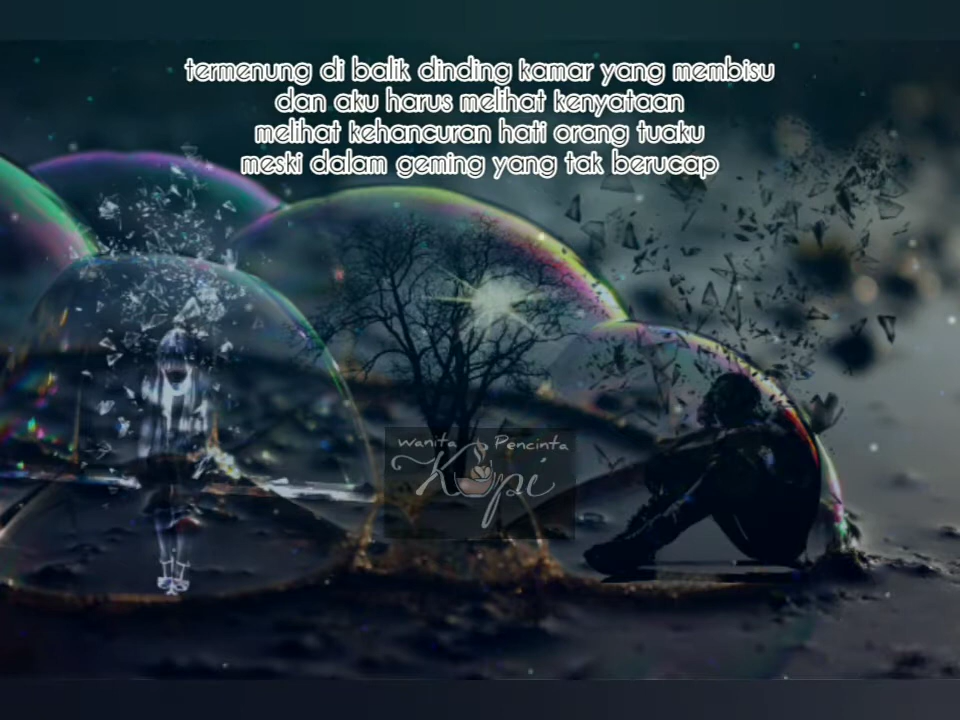 termenung di balik dinding kamar yang membisu
dan aku harus melihat kenyataan
melihat kehancuran hati orang tuaku
meski dalam geming yang tak berucap
Wanita Pencinta
Kopi